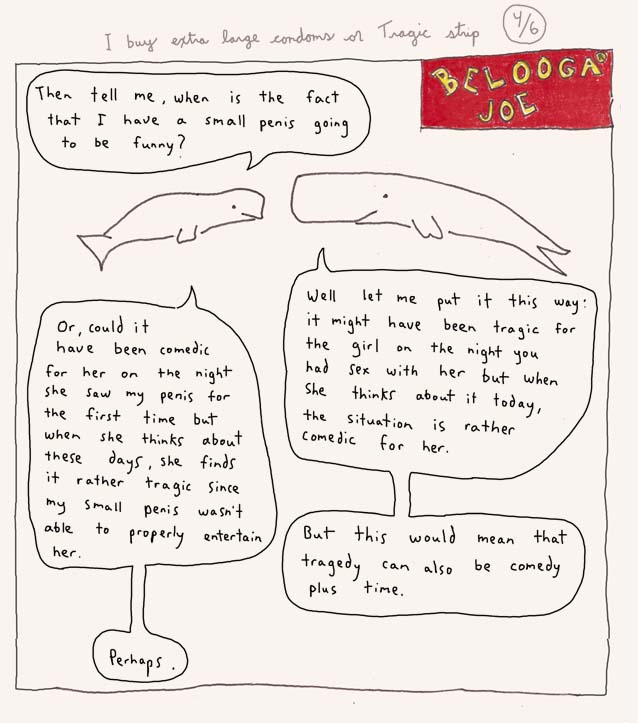 I buy extra large condoms or Tragic strip
4/6
BELOOGA
JOE
Then tell me, when is the fact
that I have a small penis going
to be funny?
Well let me put it this way:
it might have been tragic for
the girl on the night you
had sex with her but when
she thinks about it today,
the situation is rather
comedic for her.
Or, could it
have been comedic
for her on the night
she saw my penis for
the first time but
when she thinks about
these days, she finds
it rather tragic since
my small penis wasn't
able to properly entertain
her.
But this would mean that
tragedy can also be comedy
plus time.
Perhaps.